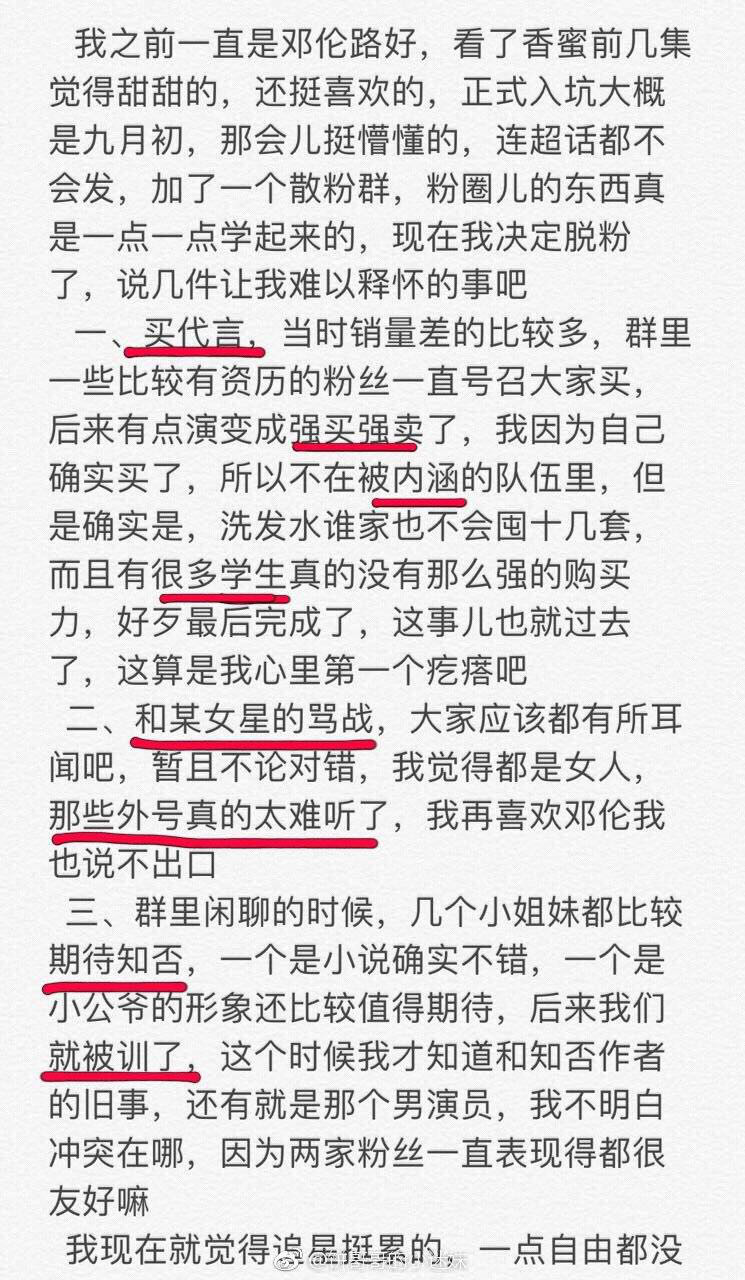 我之前一直是邓伦路好，看了香蜜前几集
觉得甜甜的，还挺喜欢的，正式入坑大概
是九月初，那会儿挺懵懂的，连超话都不
会发，加了一个散粉群，粉圈儿的东西真
是一点一点学起来的，现在我决定脱粉
了，说几件让我难以释怀的事吧
一、买代言，当时销量差的比较多，群里
一些比较有资历的粉丝一直号召大家买，
后来有点演变成强买强卖了，我因为自己
确实买了，所以不在被内涵的队伍里，但
是确实是，洗发水谁家也不会囤十几套，
而且有很多学生真的没有那么强的购买
力，好歹最后完成了，这事儿也就过去
了，这算是我心里第一个疙瘩吧
二、和某女星的骂战，大家应该都有所耳
闻吧，暂且不论对错，我觉得都是女人，
那些外号真的太难听了，我再喜欢邓伦我
也说不出口
三、群里闲聊的时候，几个小姐妹都比较
期待知否，一个是小说确实不错，一个是
小公爷的形象还比较值得期待，后来我们
就被训了，这个时候我才知道和知否作者
的旧事，还有就是那个男演员，我不明白
冲突在哪，因为两家粉丝一直表现得都很
友好嘛
我现在就觉得追星挺累的，一点自由都没